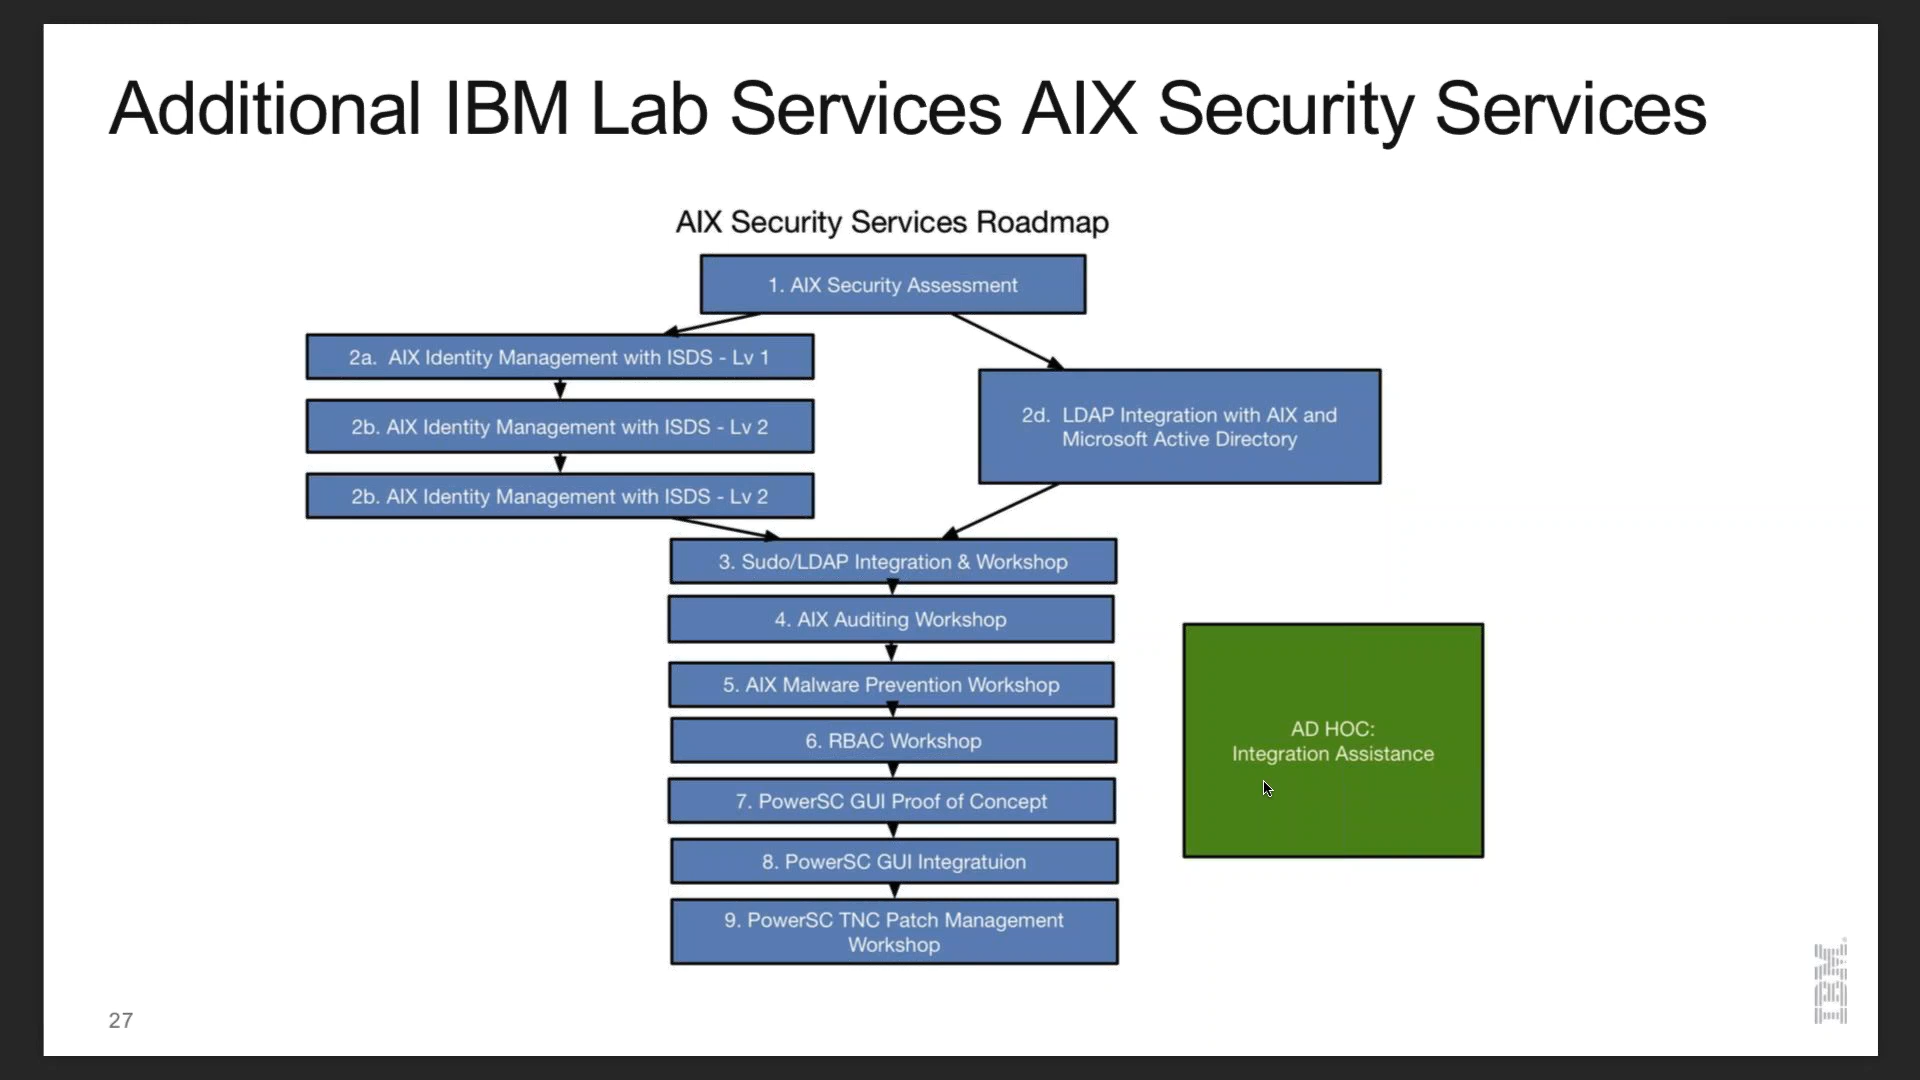 Additional IBM Lab Services AIX Security Services
AIX Security Services Roadmap
1. AIX Security Assessment
2a.  AIX Identity Management with ISDS - Lv 1
2b. AIX Identity Management with ISDS - Lv 2
2b. AIX Identity Management with ISDS - Lv 2
2d.  LDAP Integration with AIX and
Microsoft Active Directory
3. Sudo/LDAP Integration & Workshop
4. AIX Auditing Workshop
5. AIX Malware Prevention Workshop
6. RBAC Workshop
7. PowerSC GUI Proof of Concept
8. PowerSC GUI Integratuion
9. PowerSC TNC Patch Management
Workshop
AD HOC:
Integration Assistance
27
IBM